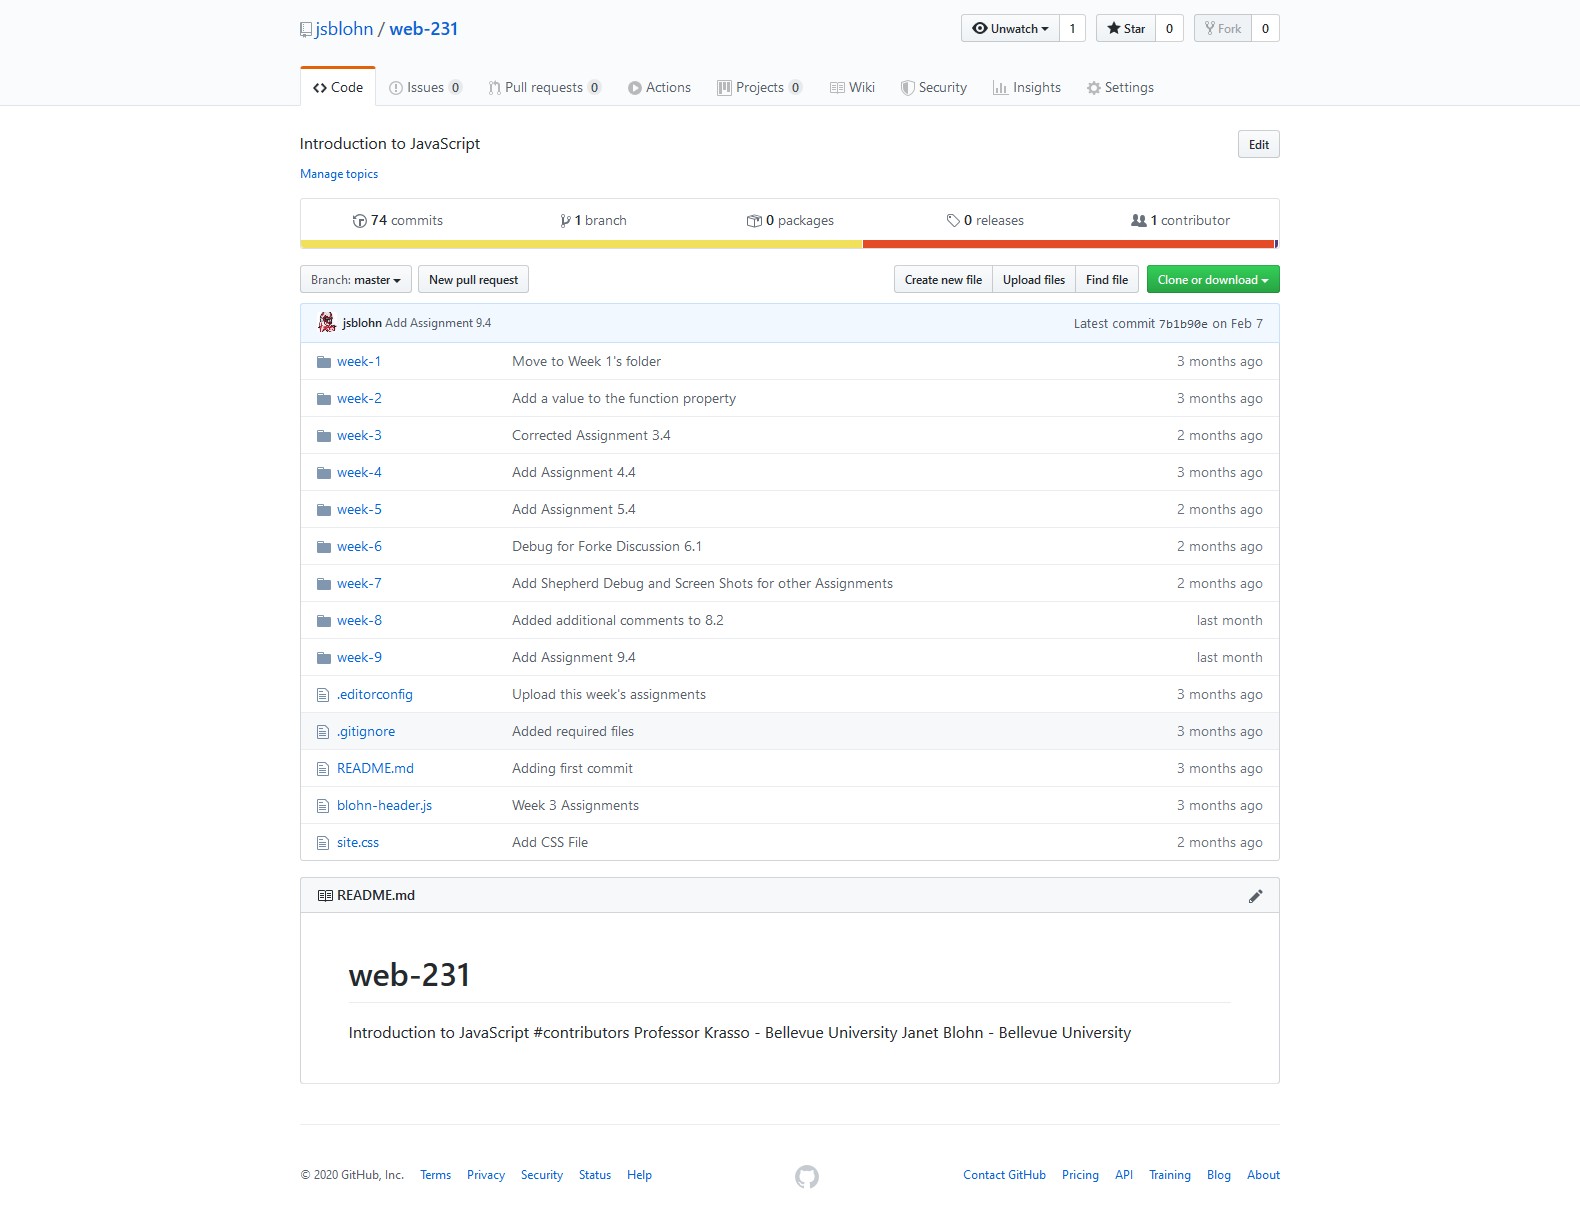 jsblohn / web-231
Unwatch 1 Star 0 Fork 0
Code Issues 0 Pull requests 0 Actions Projects 0 Wiki Security Insights Settings
Introduction to JavaScript Edit
Manage topics
74 commits 1 branch 0 packages 0 releases 1 contributor
Branch: master New pull request Create new file Upload files Find file Clone or download
jsblohn Add Assignment 9.4 Latest commit 7b1b90e on Feb 7
week-1 Move to Week 1's folder 3 months ago
week-2 Add a value to the function property 3 months ago
week-3 Corrected Assignment 3.4 2 months ago
week-4 Add Assignment 4.4 3 months ago
week-5 Add Assignment 5.4 2 months ago
week-6 Debug for Forke Discussion 6.1 2 months ago
week-7 Add Shepherd Debug and Screen Shots for other Assignments 2 months ago
week-8 Added additional comments to 8.2 last month
week-9 Add Assignment 9.4 last month
.editorconfig Upload this week's assignments 3 months ago
.gitignore Added required files 3 months ago
README.md Adding first commit 3 months ago
blohn-header.js Week 3 Assignments 3 months ago
site.css Add CSS File 2 months ago
README.md
web-231
Introduction to JavaScript #contributors Professor Krasso - Bellevue University Janet Blohn - Bellevue University
© 2020 GitHub, Inc. Terms Privacy Security Status Help Contact GitHub Pricing API Training Blog About